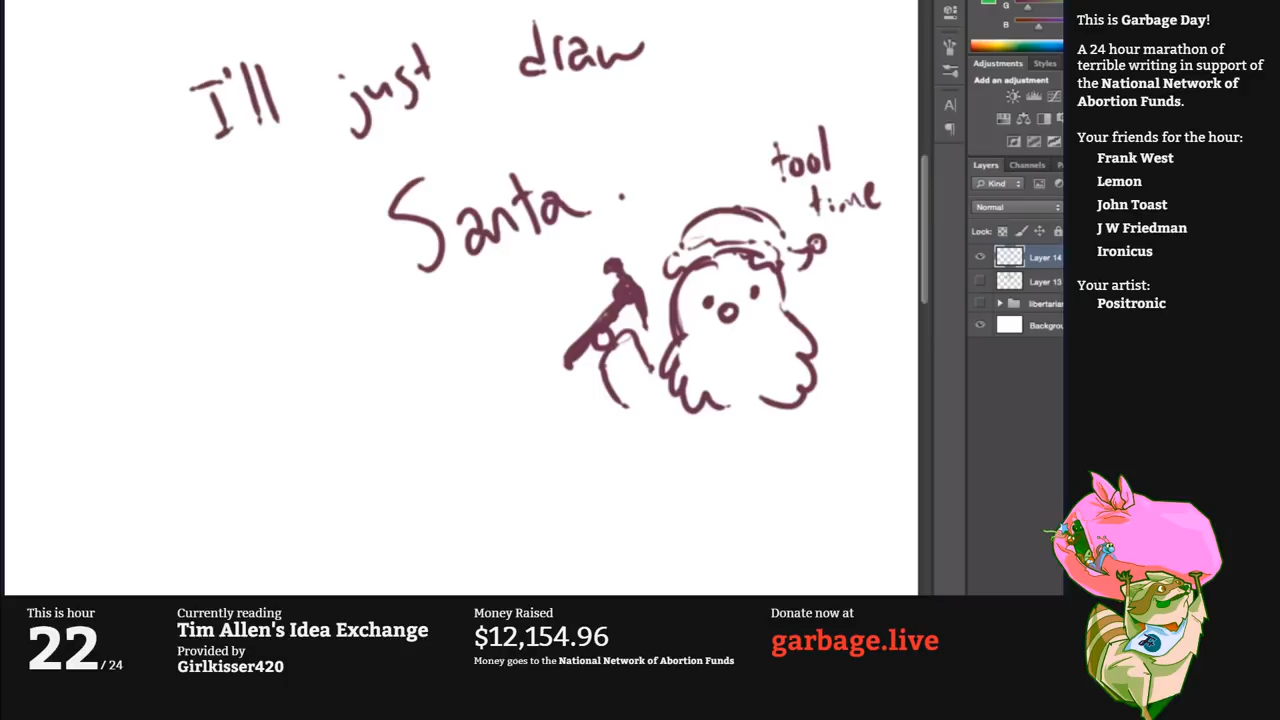 I'll just draw
Santa.
tool
time
G
B
Adjustments Styles
Add an adjustment
Layers Channels
Kind
Normal
Lock:
Layer 14
Layer 13
libertarian
Backgrou
This is Garbage Day!
A 24 hour marathon of
terrible writing in support of
the National Network of
Abortion Funds.
Your friends for the hour:
Frank West
Lemon
John Toast
J W Friedman
Ironicus
Your artist:
Positronic
This is hour
22 / 24
Currently reading
Tim Allen's Idea Exchange
Provided by
Girlkisser420
Money Raised
$12,154.96
Money goes to the National Network of Abortion Funds
Donate now at
garbage.live